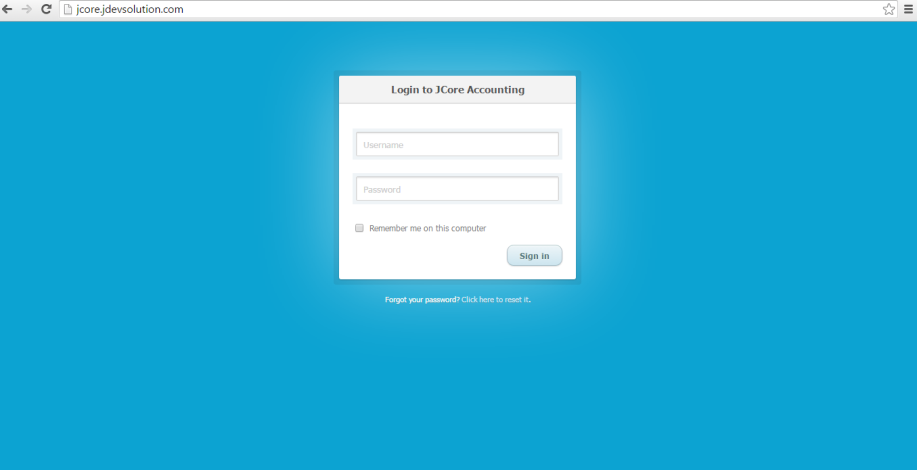 jcore.jdevsolution.com
Login to JCore Accounting
Username
Password
Remember me on this computer
Sign in
Forgot your password? Click here to reset it.